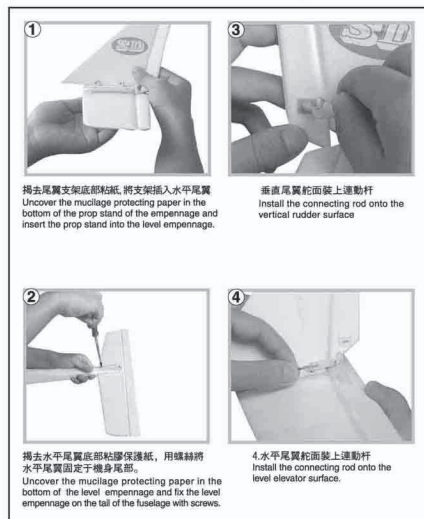 1
揭去尾翼支架底部粘紙,將支架插入水平尾翼
Uncover the mucilage protecting paper in the
bottom of the prop stand of the empennage and
insert the prop stand into the level empennage.
2
揭去水平尾翼底部粘膠保護紙，用螺絲將
水平尾翼固定于機身尾部。
Uncover the mucilage protecting paper in the
bottom of the level empennage and fix the level
empennage on the tail of the fuselage with screws.
3
垂直尾翼舵面裝上連動杆
Install the connecting rod onto the
vertical rudder surface
4
4.水平尾翼舵面裝上連動杆
Install the connecting rod onto the
level elevator surface.